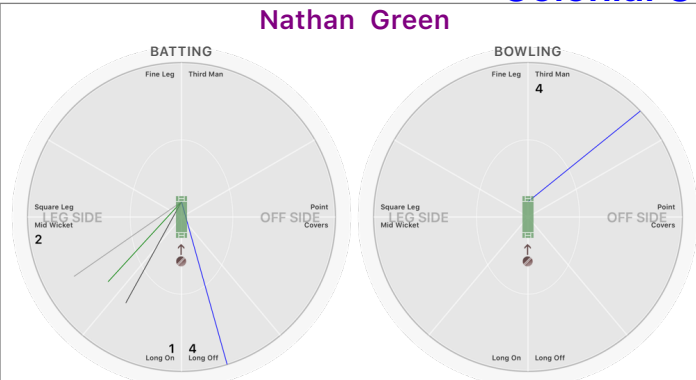 Nathan Green
BATTING
Fine Leg
Third Man
Square Leg
LEG SIDE
Mid Wicket
2
Point
OFF SIDE
Covers
1
4
Long On
Long Off
BOWLING
Fine Leg
Third Man
4
Square Leg
LEG SIDE
Mid Wicket
Point
OFF SIDE
Covers
Long On
Long Off